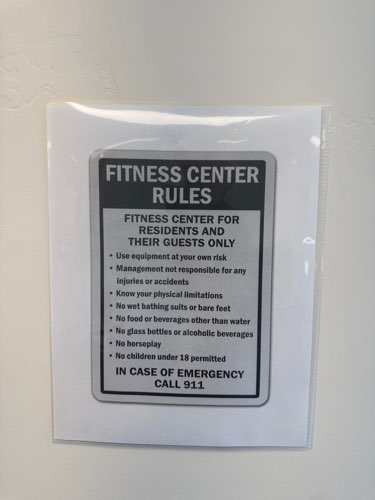 FITNESS CENTER
RULES
FITNESS CENTER FOR
RESIDENTS AND
THEIR GUESTS ONLY
• Use equipment at your own risk
• Management not responsible for any
injuries or accidents
• Know your physical limitations
• No wet bathing suits or bare feet
• No food or beverages other than water
• No glass bottles or alcoholic beverages
• No horseplay
• No children under 18 permitted
IN CASE OF EMERGENCY
CALL 911